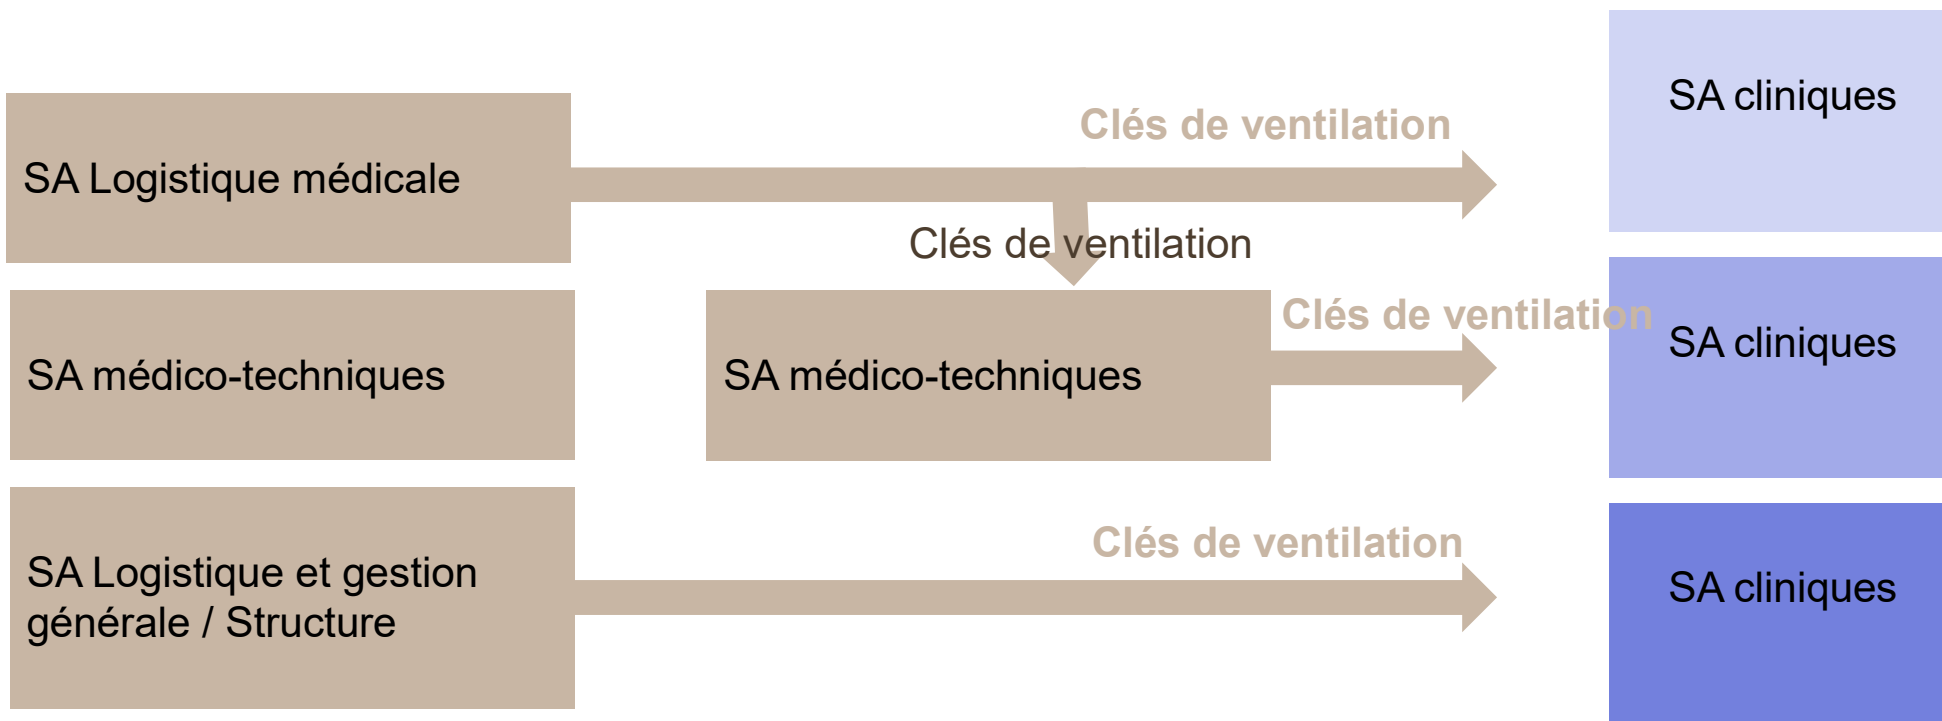 SA cliniques
Clés de ventilation
SA Logistique médicale
Clés de ventilation
Clés de ventilation
SA cliniques
SA médico-techniques
SA médico-techniques
Clés de ventilation
SA Logistique et gestion
générale / Structure
SA cliniques